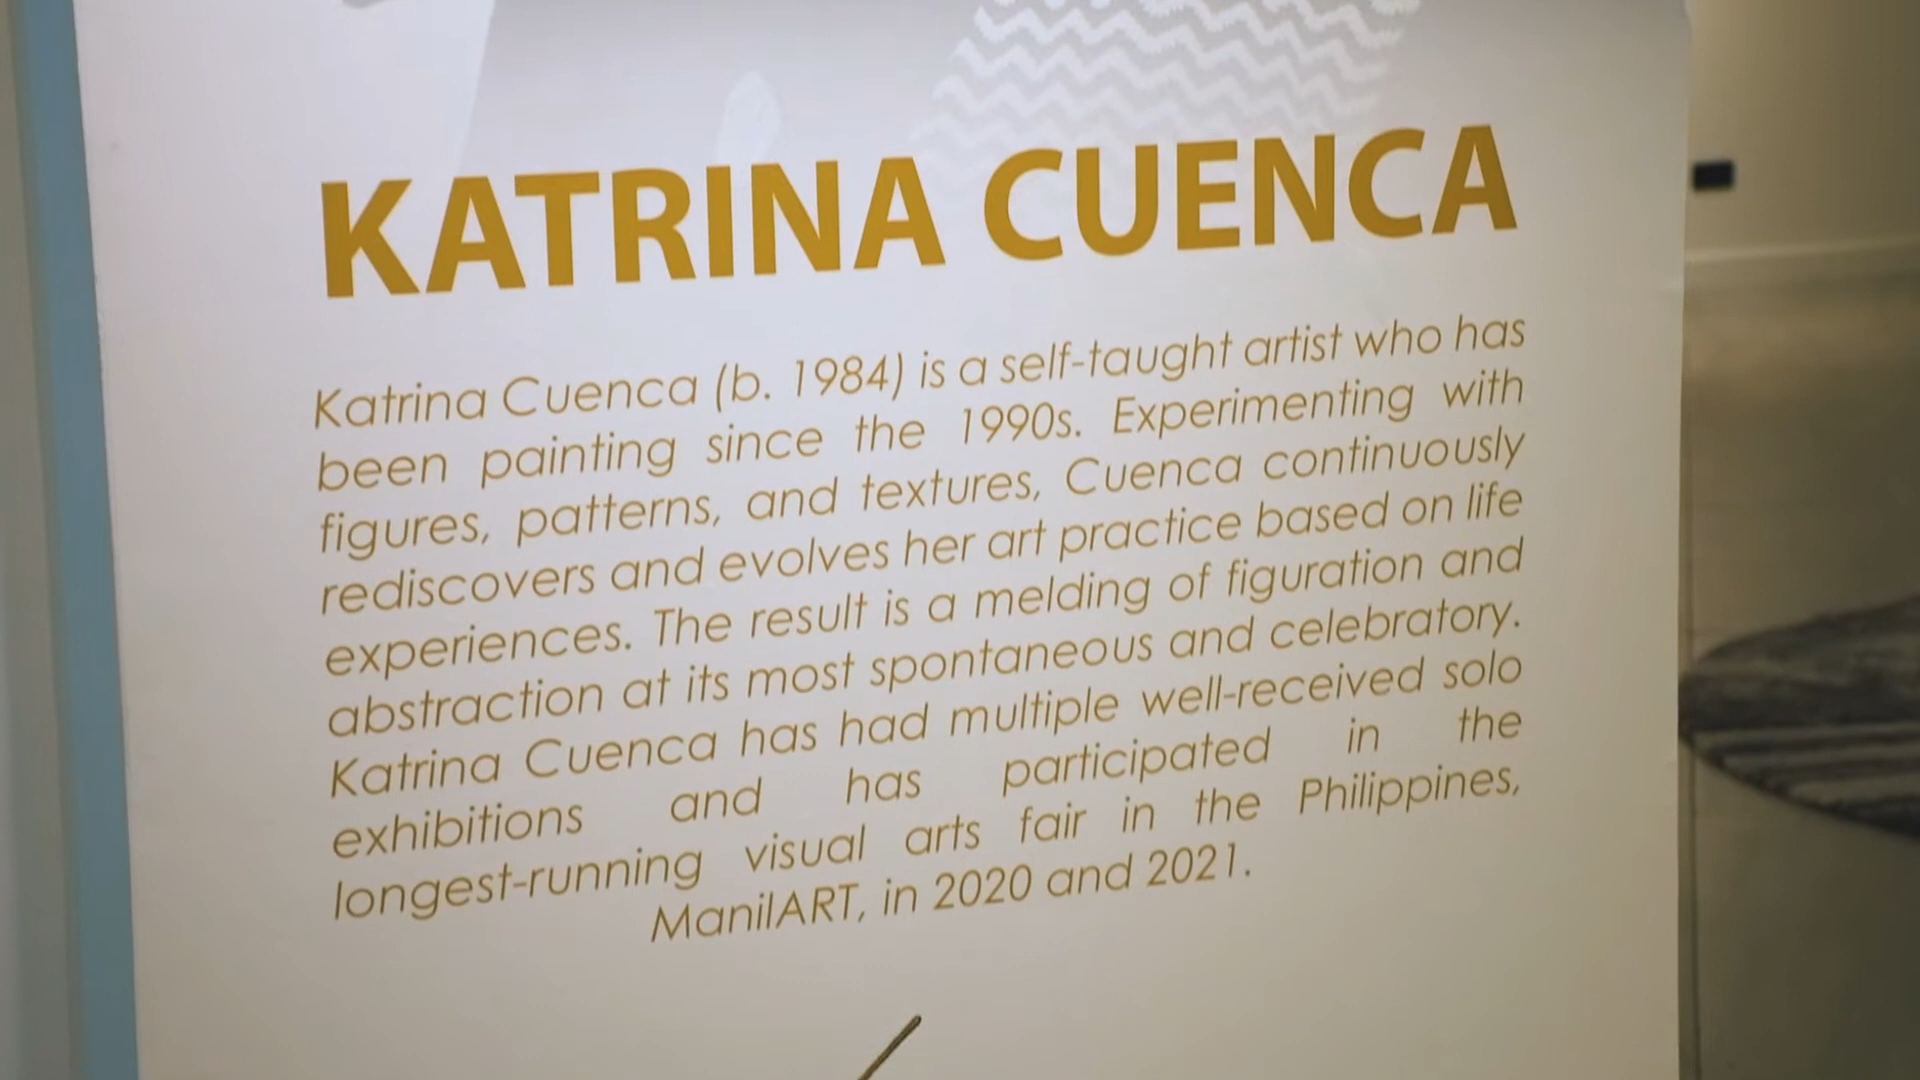 KATRINA CUENCA
Katrina Cuenca (b. 1984) is a self-taught artist who has
been painting since the 1990s. Experimenting with
figures, patterns, and textures, Cuenca continuously
rediscovers and evolves her art practice based on life
experiences. The result is a melding of figuration and
abstraction at its most spontaneous and celebratory.
Katrina Cuenca has had multiple well-received solo
exhibitions and has participated in the
longest-running visual arts fair in the Philippines,
ManilART, in 2020 and 2021.